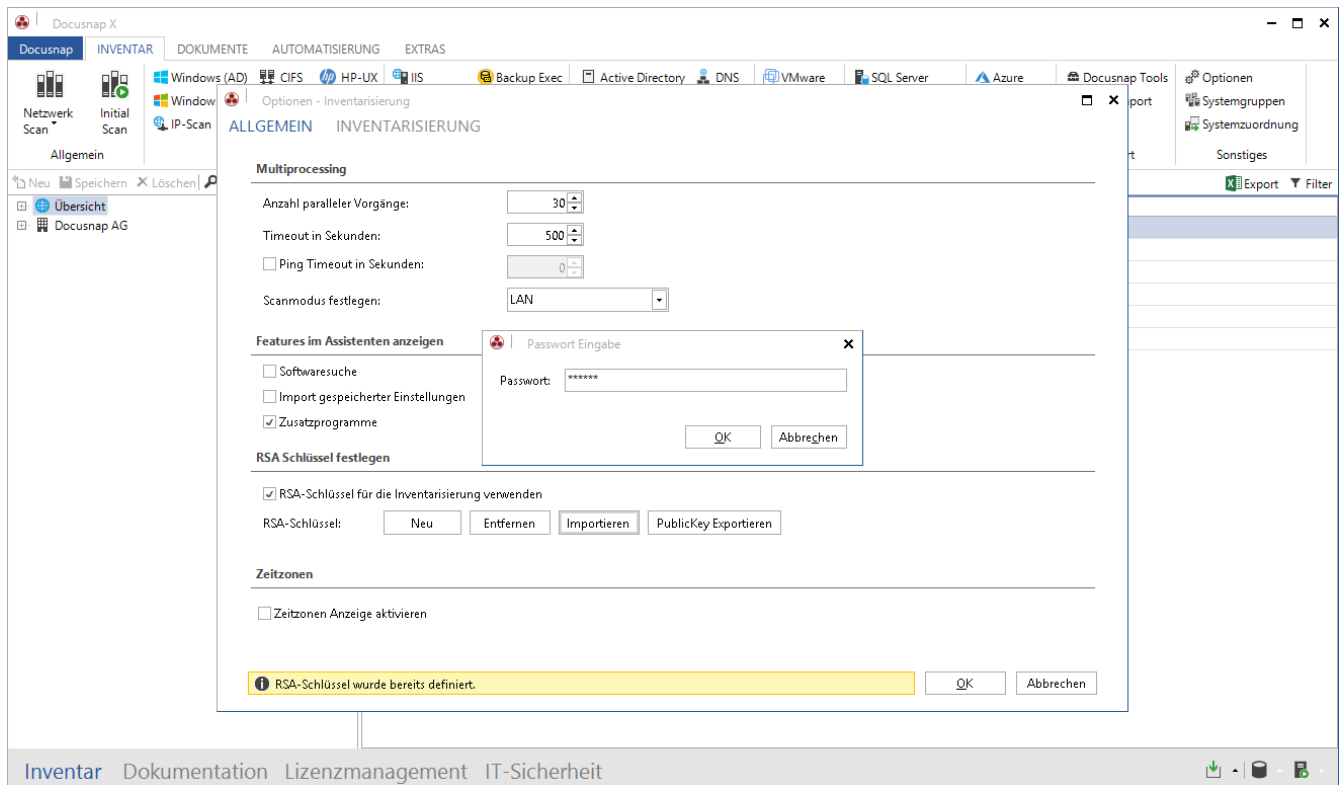 Docusnap X
Docusnap INVENTAR DOKUMENTE AUTOMATISIERUNG EXTRAS
Windows (AD) CIFS HP-UX IIS Backup Exec Active Directory DNS VMware SQL Server Azure Docusnap Tools Optionen
Netzwerk Scan
Initial Scan
Window
port
Systemgruppen
IP-Scan
Systemzuordnung
Allgemein
Sonstiges
Neu Speichern Löschen
Export Filter
Übersicht
Docusnap AG
Optionen - Inventarisierung
ALLGEMEIN INVENTARISIERUNG
Multiprocessing
Anzahl paralleler Vorgänge: 30
Timeout in Sekunden: 500
Ping Timeout in Sekunden: 0
Scanmodus festlegen: LAN
Features im Assistenten anzeigen
Softwaresuche
Import gespeicherter Einstellungen
Zusatzprogramme
Passwort Eingabe
Passwort: ******
OK Abbrechen
RSA Schlüssel festlegen
RSA-Schlüssel für die Inventarisierung verwenden
RSA-Schlüssel: Neu Entfernen Importieren PublicKey Exportieren
Zeitzonen
Zeitzonen Anzeige aktivieren
RSA-Schlüssel wurde bereits definiert.
OK Abbrechen
Inventar Dokumentation Lizenzmanagement IT-Sicherheit